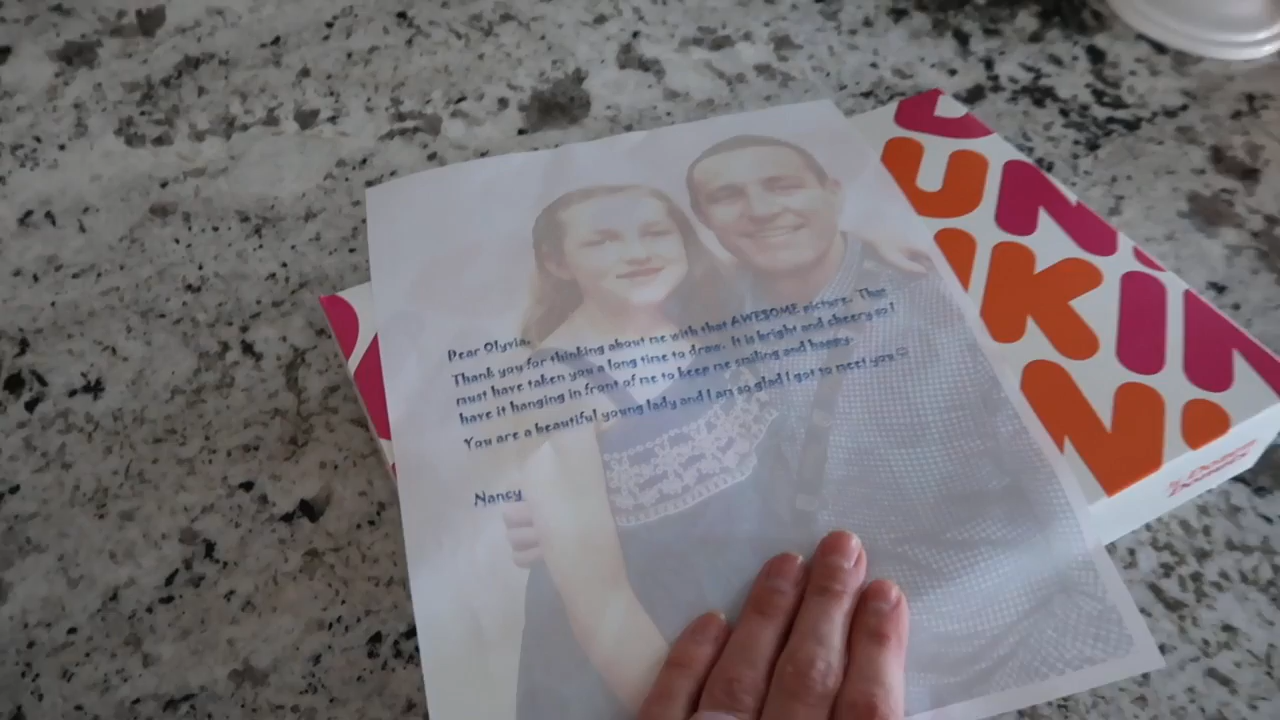 Dear Olyvia,
Thank you for thinking about me with that AWESOME picture. That
must have taken you a long time to draw. It is bright and cheery so I
have it hanging in front of me to keep me smiling and happy.
You are a beautiful young lady and I am so glad I got to meet you♡
Nancy
UN
KIN
N'